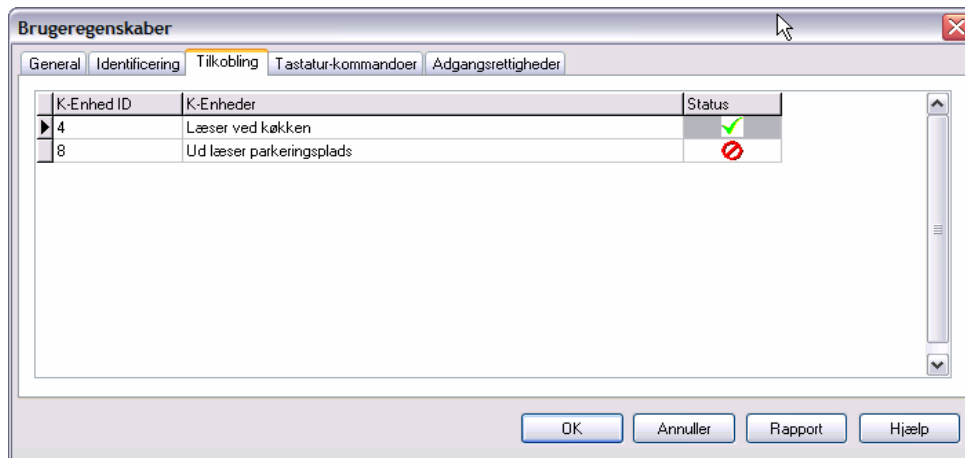 Brugeregenskaber
General Identificering Tilkobling Tastatur-kommandoer Adgangsrettigheder
K-Enhed ID K-Enheder Status
4 Læser ved køkken
8 Ud læser parkeringsplads
OK Annuller Rapport Hjælp